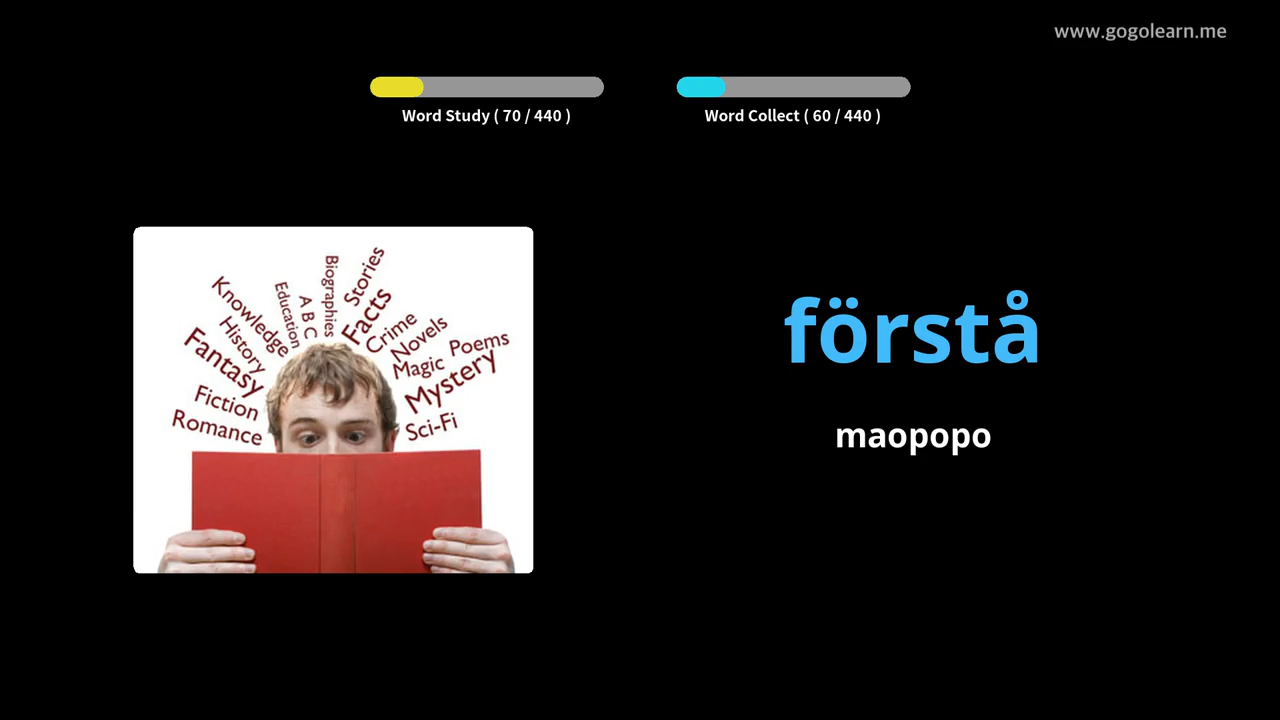 www.gogolearn.me
Word Study ( 70 / 440 )
Word Collect ( 60 / 440 )
Biographies
Stories
Education
A B C
Facts
Knowledge
Crime
History
Novels
Poems
Fantasy
Magic
Mystery
Fiction
Romance
Sci-Fi
förstå
maopopo